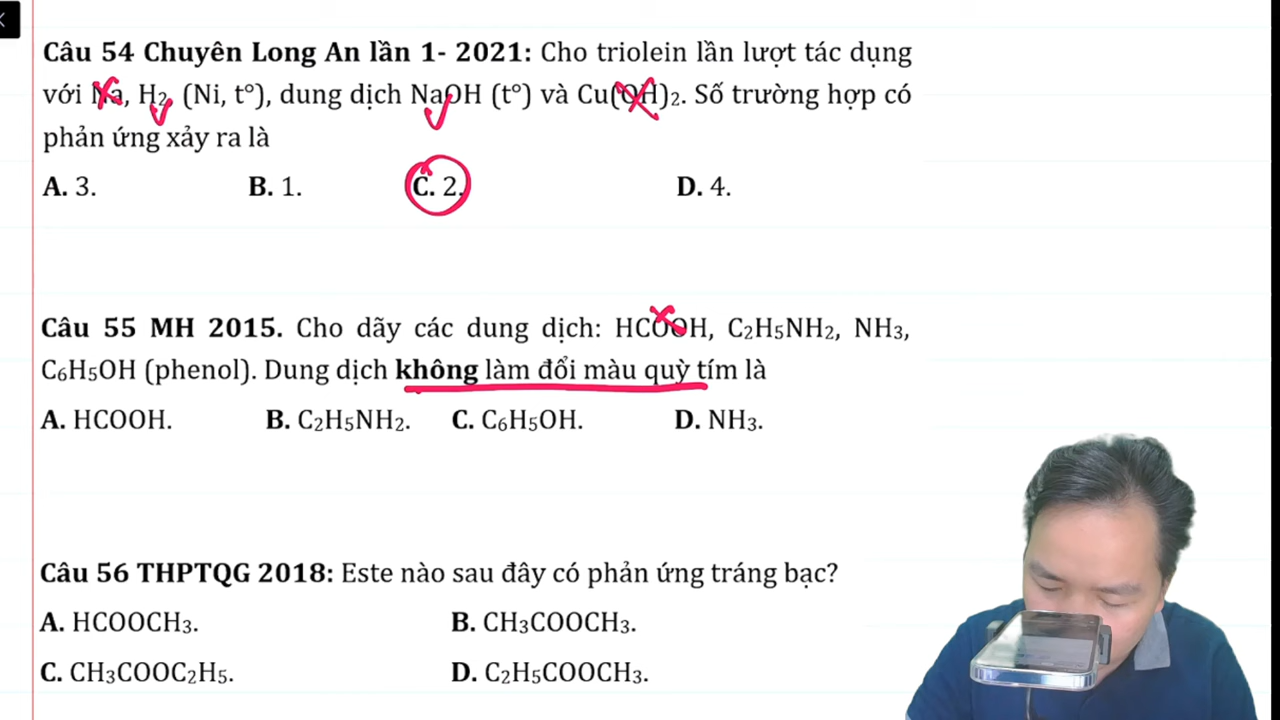 Câu 54 Chuyên Long An lần 1- 2021: Cho triolein lần lượt tác dụng
với Na, H₂ (Ni, t°), dung dịch NaOH (t°) và Cu(OH)₂. Số trường hợp có
phản ứng xảy ra là
A. 3. B. 1. C. 2. D. 4.
Câu 55 MH 2015. Cho dãy các dung dịch: HCOOH, C₂H₅NH₂, NH₃,
C₆H₅OH (phenol). Dung dịch không làm đổi màu quỳ tím là
A. HCOOH. B. C₂H₅NH₂. C. C₆H₅OH. D. NH₃.
Câu 56 THPTQG 2018: Este nào sau đây có phản ứng tráng bạc?
A. HCOOCH₃. B. CH₃COOCH₃.
C. CH₃COOC₂H₅. D. C₂H₅COOCH₃.